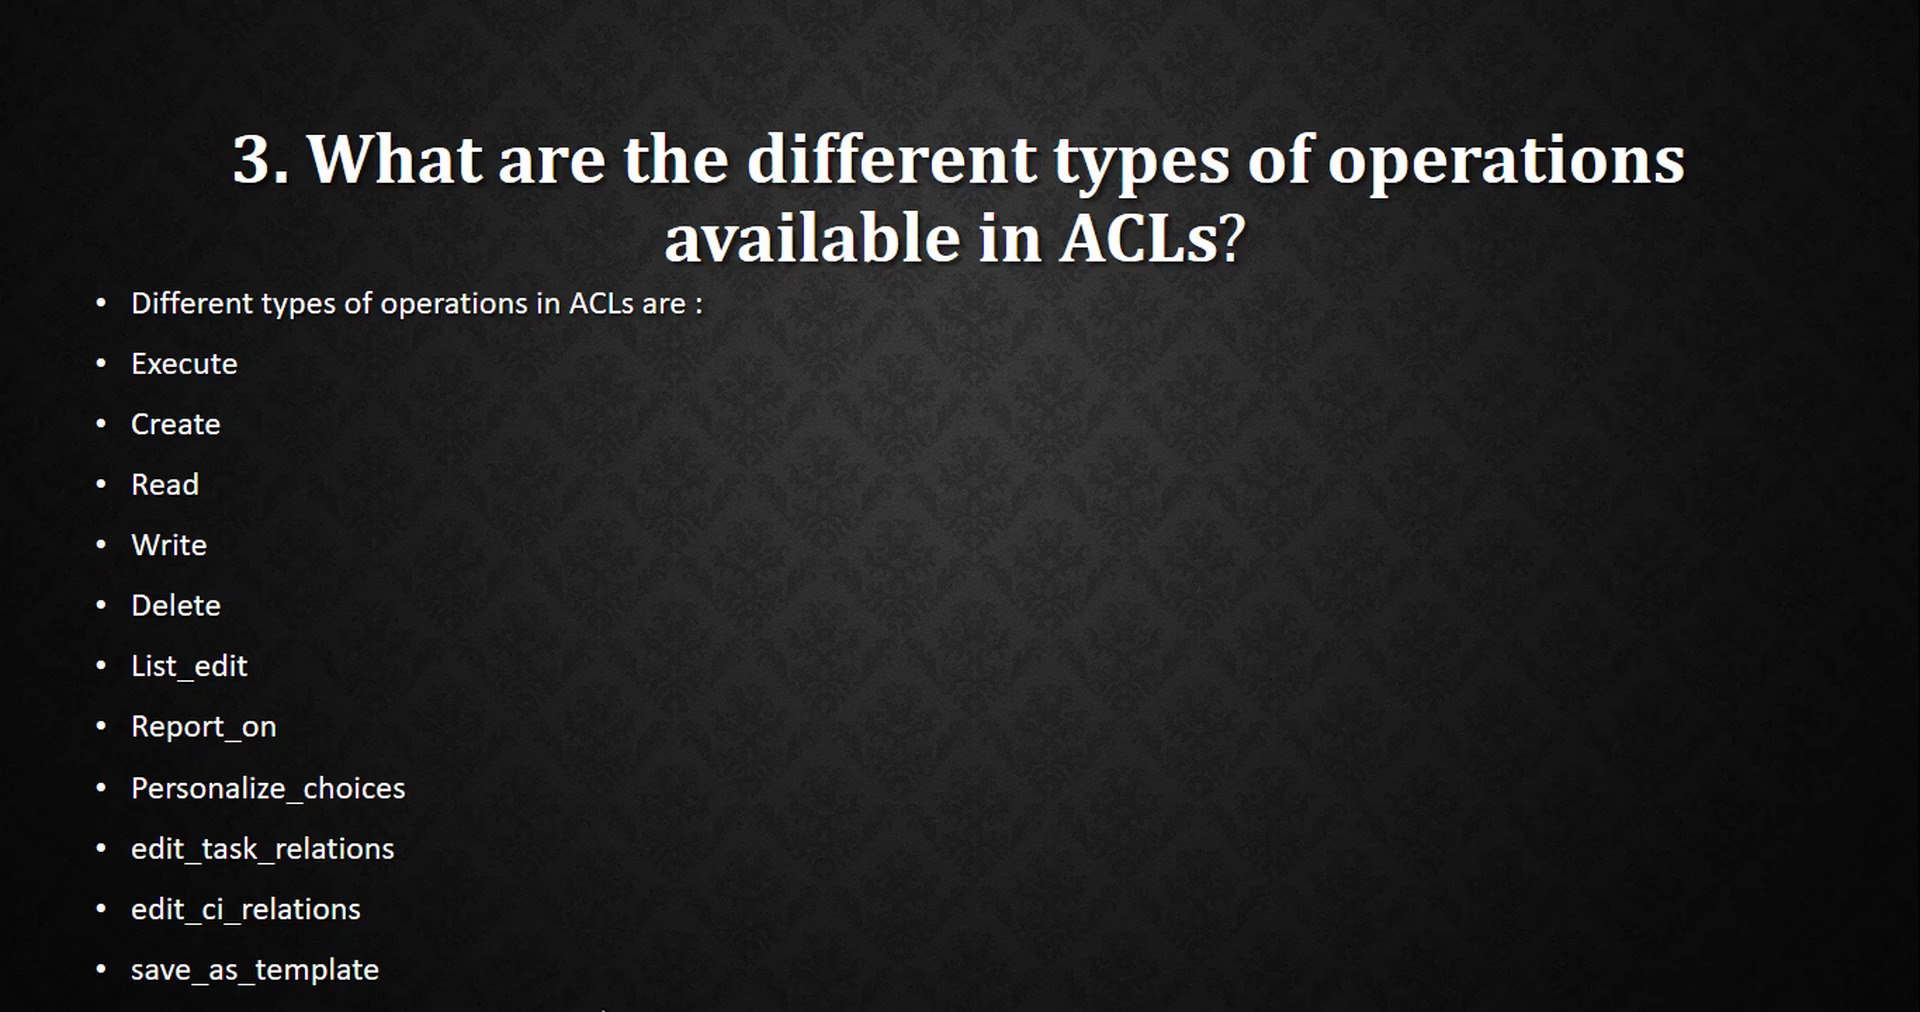 3. What are the different types of operations
available in ACLs?
• Different types of operations in ACLs are :
• Execute
• Create
• Read
• Write
• Delete
• List_edit
• Report_on
• Personalize_choices
• edit_task_relations
• edit_ci_relations
• save_as_template